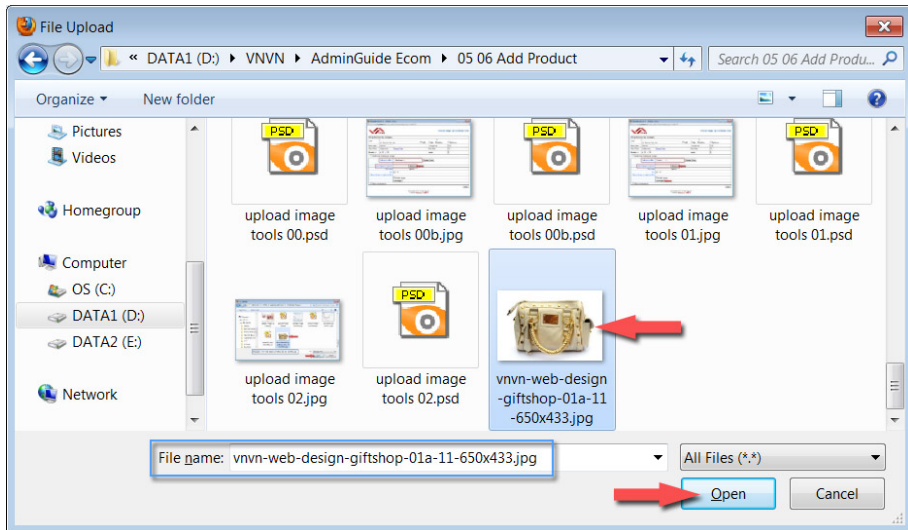 File Upload
« DATA1 (D:) ▸ VNVN ▸ AdminGuide Ecom ▸ 05 06 Add Product
Search 05 06 Add Produ...
Organize
New folder
Pictures
Videos
Homegroup
Computer
OS (C:)
DATA1 (D:)
DATA2 (E:)
Network
PSD
PSD
PSD
upload image
tools 00.psd
upload image
tools 00b.jpg
upload image
tools 00b.psd
upload image
tools 01.jpg
upload image
tools 01.psd
PSD
upload image
tools 02.jpg
upload image
tools 02.psd
vnvn-web-design
-giftshop-01a-11
-650x433.jpg
File name: vnvn-web-design-giftshop-01a-11-650x433.jpg
All Files (*.*)
Open
Cancel